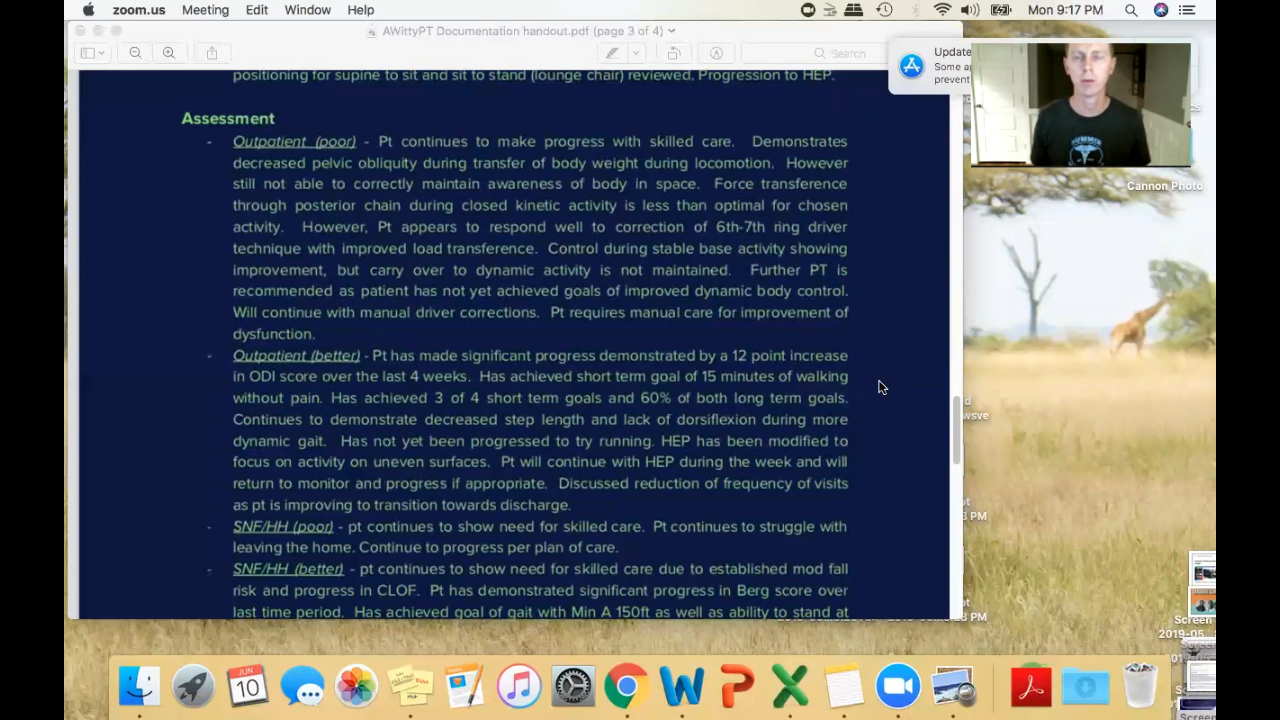 zoom.us Meeting Edit Window Help
Mon 9:17 PM
AWittyPT Documentation handout.pdf (page 3 of 4)
Search
Update
Some ap
prevent
positioning for supine to sit and sit to stand (lounge chair) reviewed. Progression to HEP.
Assessment
- Outpatient (poor) - Pt continues to make progress with skilled care. Demonstrates
decreased pelvic obliquity during transfer of body weight during locomotion. However
still not able to correctly maintain awareness of body in space. Force transference
through posterior chain during closed kinetic activity is less than optimal for chosen
activity. However, Pt appears to respond well to correction of 6th-7th ring driver
technique with improved load transference. Control during stable base activity showing
improvement, but carry over to dynamic activity is not maintained. Further PT is
recommended as patient has not yet achieved goals of improved dynamic body control.
Will continue with manual driver corrections. Pt requires manual care for improvement of
dysfunction.
- Outpatient (better) - Pt has made significant progress demonstrated by a 12 point increase
in ODI score over the last 4 weeks. Has achieved short term goal of 15 minutes of walking
without pain. Has achieved 3 of 4 short term goals and 60% of both long term goals.
Continues to demonstrate decreased step length and lack of dorsiflexion during more
dynamic gait. Has not yet been progressed to try running. HEP has been modified to
focus on activity on uneven surfaces. Pt will continue with HEP during the week and will
return to monitor and progress if appropriate. Discussed reduction of frequency of visits
as pt is improving to transition towards discharge.
- SNF/HH (poor) - pt continues to show need for skilled care. Pt continues to struggle with
leaving the home. Continue to progress per plan of care.
- SNF/HH (better) - pt continues to show need for skilled care due to established mod fall
risk and progress in CLOF. Pt has demonstrated significant progress in Berg score over
last time period. Has achieved goal of gait with Min A 150ft as well as ability to stand at
Cannon Photo
wsve
Screen
2019-05
JUN
10